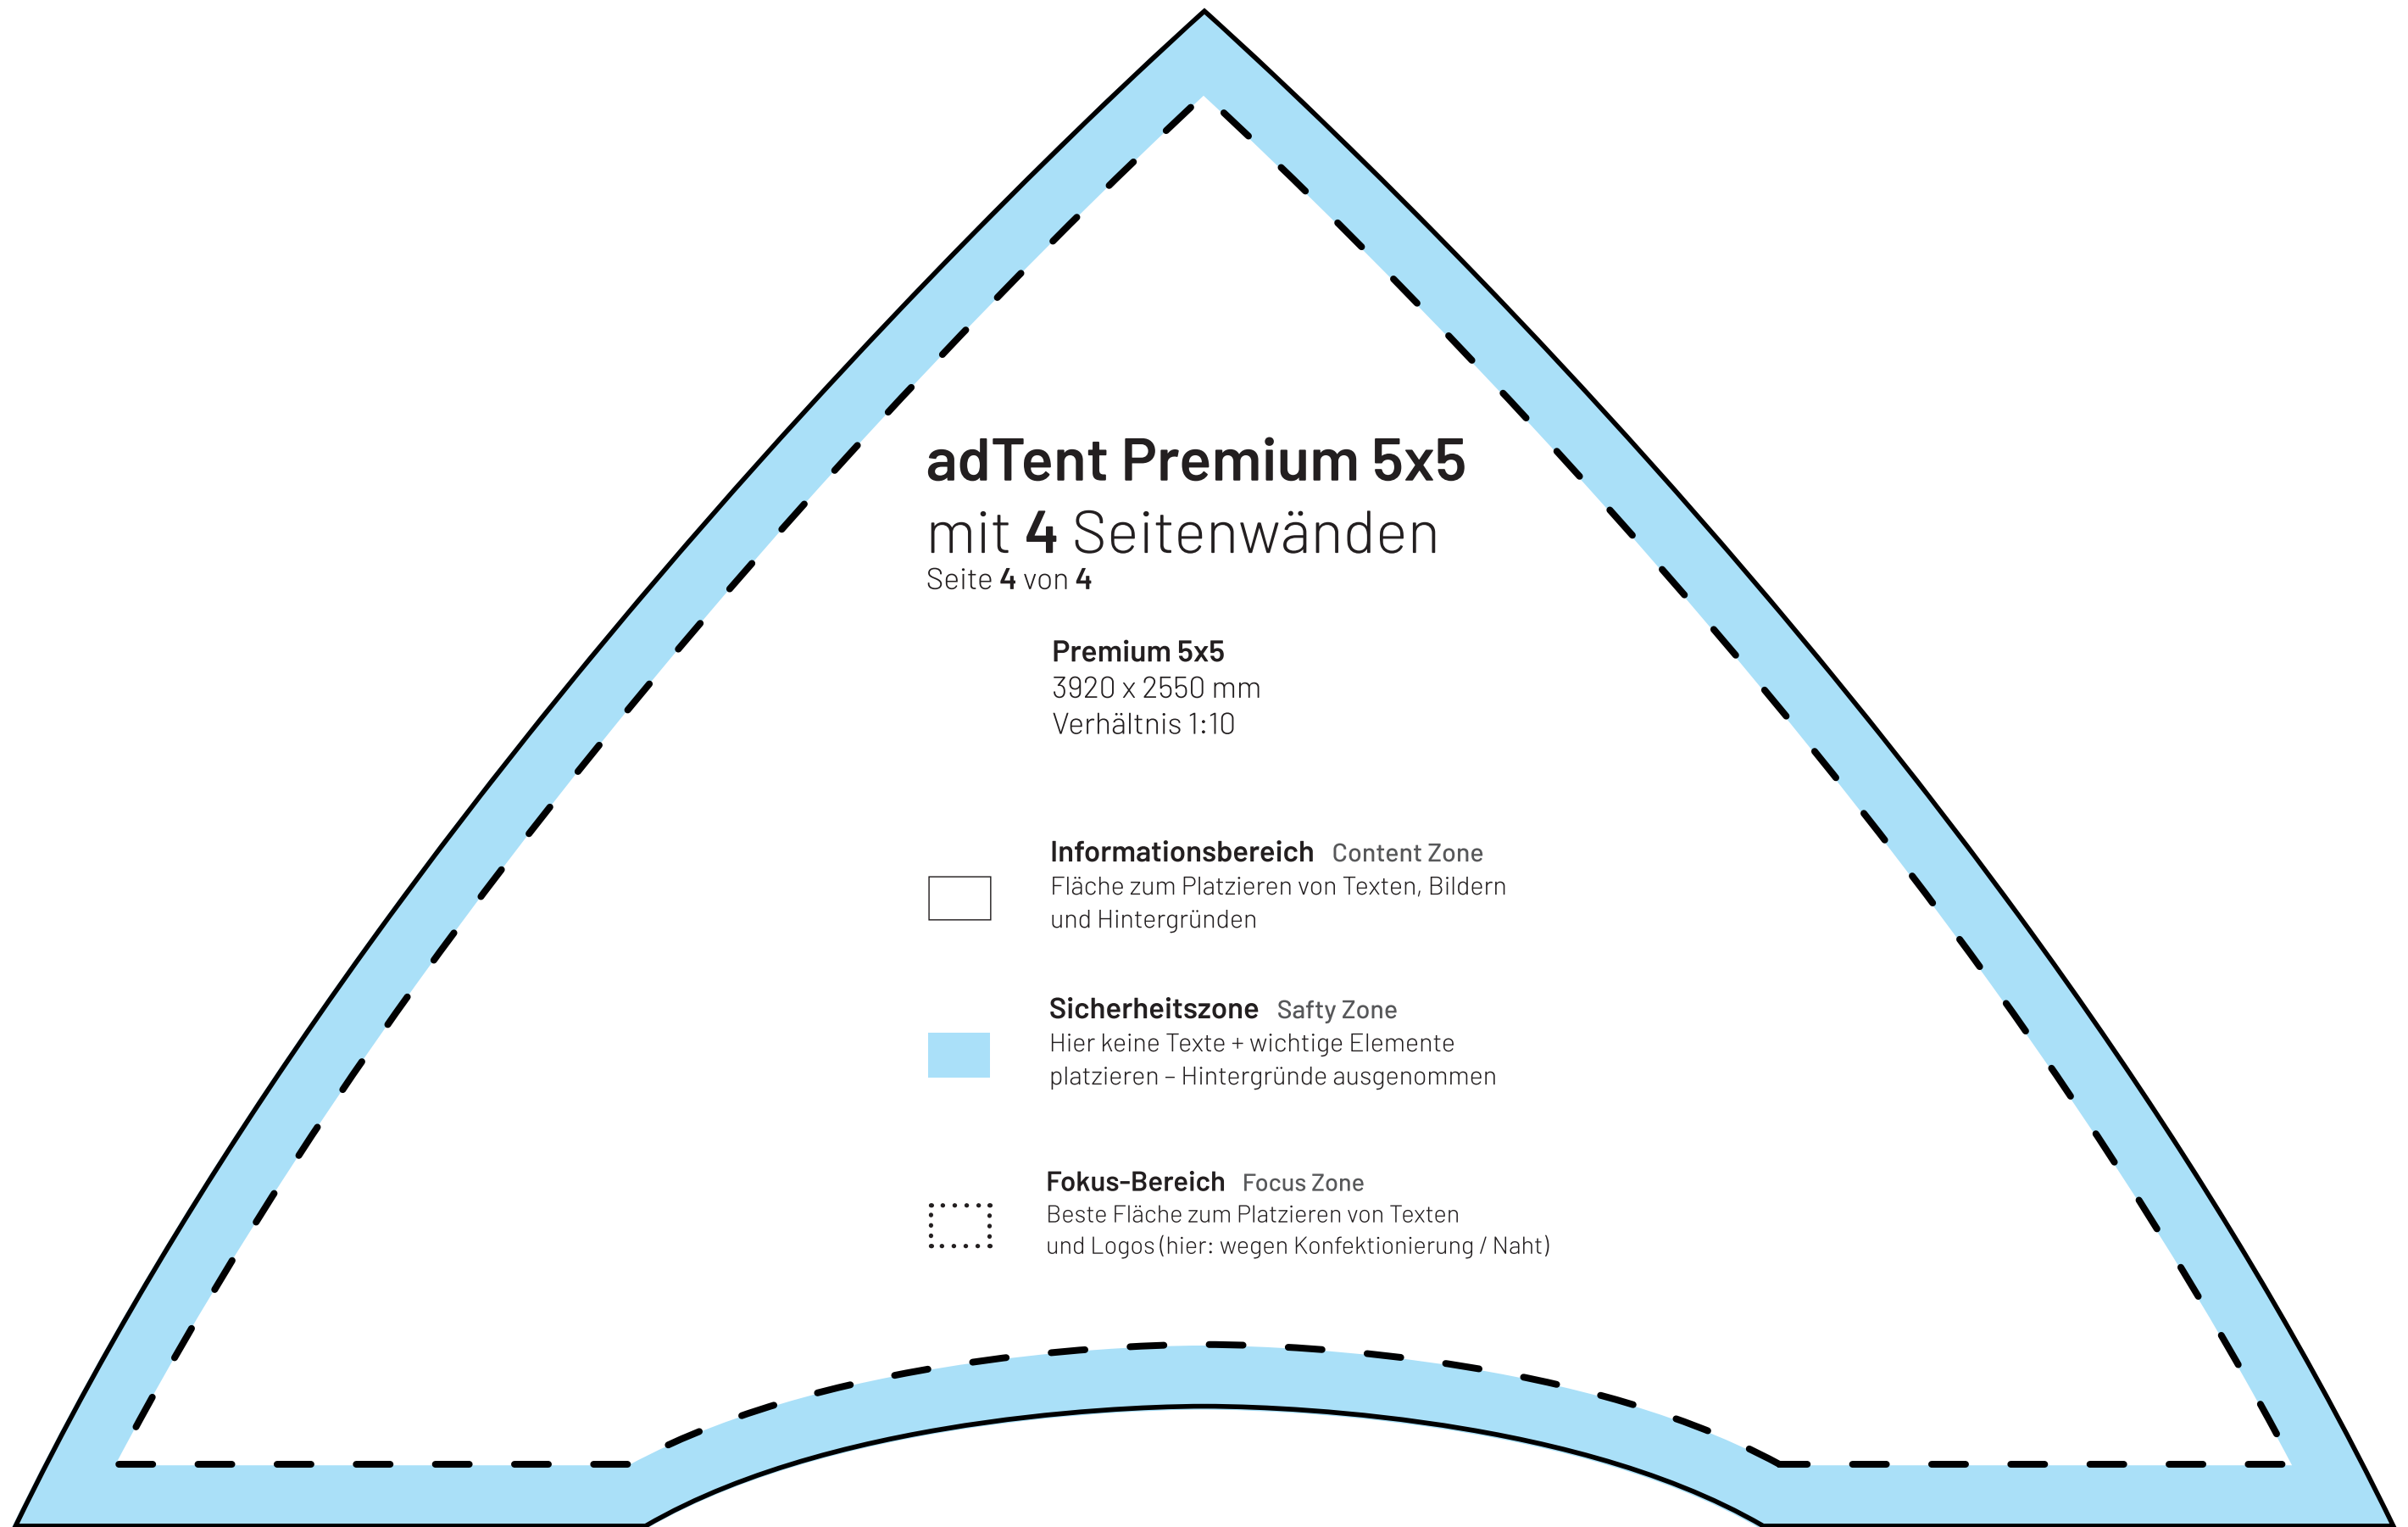 adTent Premium 5x5
mit 4 Seitenwänden
Seite 4 von 4
Premium 5x5
3920 x 2550 mm
Verhältnis 1:10
Informationsbereich Content Zone
Fläche zum Platzieren von Texten, Bildern
und Hintergründen
Sicherheitszone Safty Zone
Hier keine Texte + wichtige Elemente
platzieren – Hintergründe ausgenommen
Fokus-Bereich Focus Zone
Beste Fläche zum Platzieren von Texten
und Logos (hier: wegen Konfektionierung / Naht)